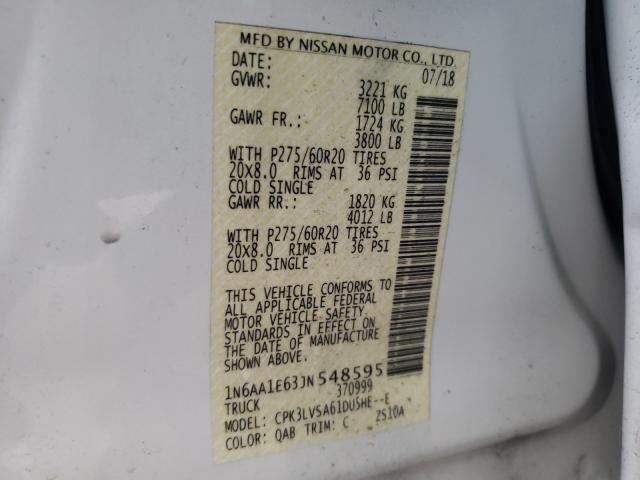 MFD BY NISSAN MOTOR CO., LTD.
DATE: 07/18
GVWR: 3221 KG
7100 LB
GAWR FR.: 1724 KG
3800 LB
WITH P275/60R20 TIRES
20X8.0 RIMS AT 36 PSI
COLD SINGLE
GAWR RR.: 1820 KG
4012 LB
WITH P275/60R20 TIRES
20X8.0 RIMS AT 36 PSI
COLD SINGLE
THIS VEHICLE CONFORMS TO
ALL APPLICABLE FEDERAL
MOTOR VEHICLE SAFETY
STANDARDS IN EFFECT ON
THE DATE OF MANUFACTURE
SHOWN ABOVE.
1N6AA1E63JN548595
TRUCK 370999
MODEL: CPK3LVSA61DUSHE--E
COLOR: QAB TRIM: C 2S10A